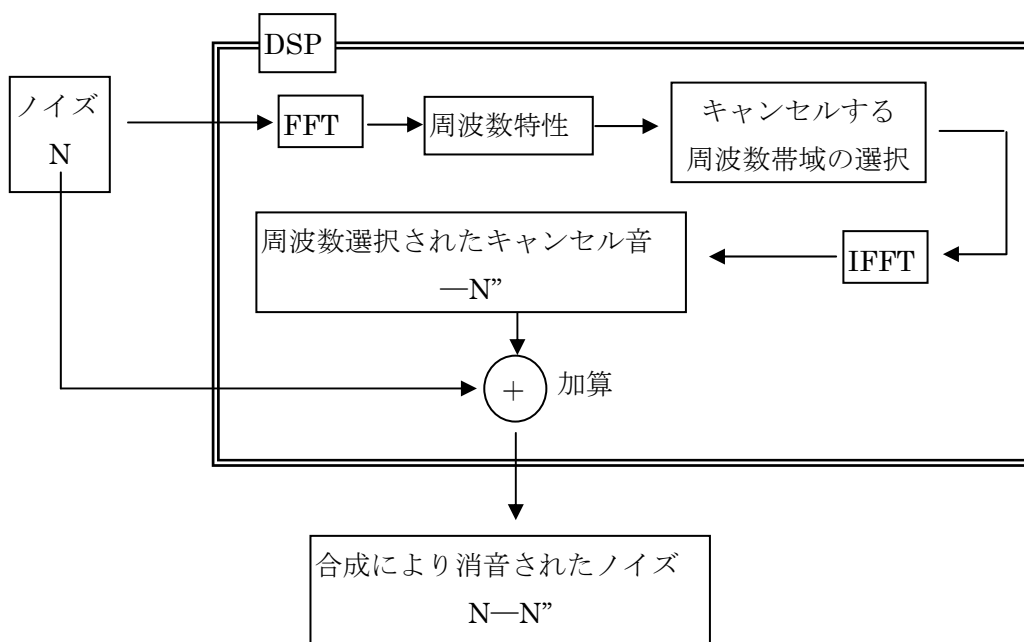 DSP
ノイズ
N
FFT
周波数特性
キャンセルする
周波数帯域の選択
IFFT
周波数選択されたキャンセル音
―N”
+
加算
合成により消音されたノイズ
N―N”